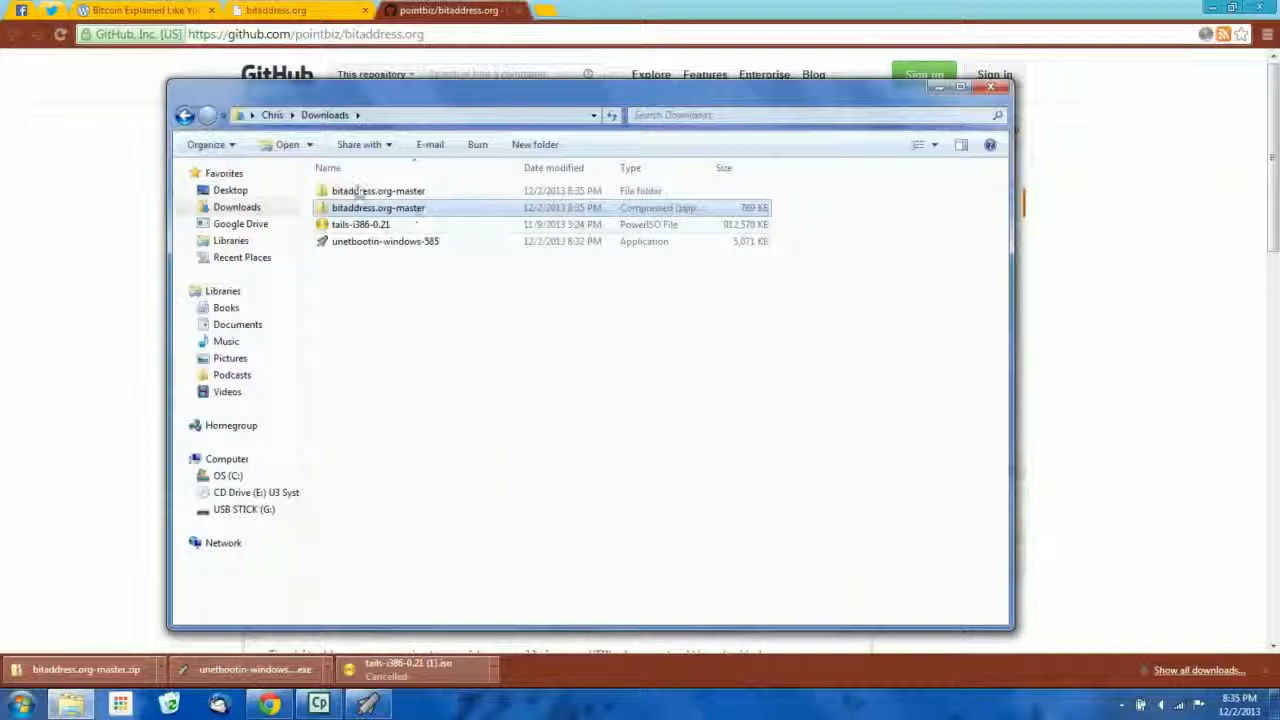 Bitcoin Explained Like Yo
bitaddress.org
pointbiz/bitaddress.org ·
GitHub, Inc. [US] https://github.com/pointbiz/bitaddress.org
GitHub This repository Explore Features Enterprise Blog Sign up Sign in
Chris Downloads Search Downloads
Organize Open Share with E-mail Burn New folder
Name Date modified Type Size
Favorites
Desktop
Downloads
Google Drive
Libraries
Recent Places
bitaddress.org-master 12/2/2013 8:35 PM File folder
bitaddress.org-master 12/2/2013 8:35 PM Compressed (zipp... 769 KB
tails-i386-0.21 11/9/2013 3:24 PM PowerISO File 912,570 KB
unetbootin-windows-585 12/2/2013 8:32 PM Application 5,071 KB
Libraries
Books
Documents
Music
Pictures
Podcasts
Videos
Homegroup
Computer
OS (C:)
CD Drive (E:) U3 Syst
USB STICK (G:)
Network
bitaddress.org-master.zip
unetbootin-windows....exe
tails-i386-0.21 (1).iso
Cancelled
Show all downloads...
Cp
8:35 PM
12/2/2013